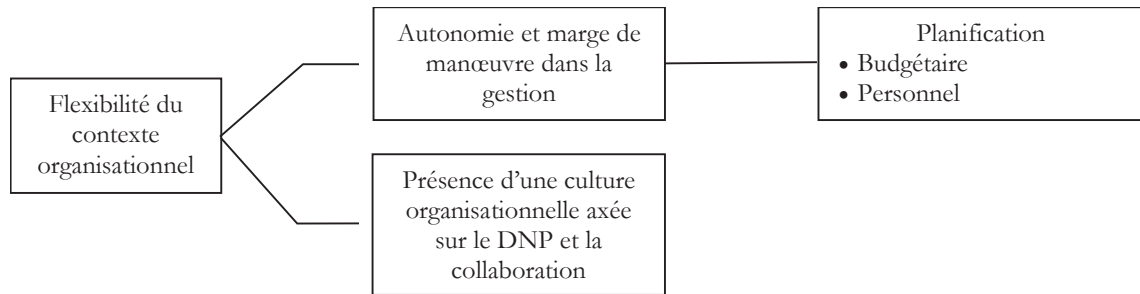 Flexibilité du
contexte
organisationnel
Autonomie et marge de
manœuvre dans la
gestion
Planification
• Budgétaire
• Personnel
Présence d’une culture
organisationnelle axée
sur le DNP et la
collaboration